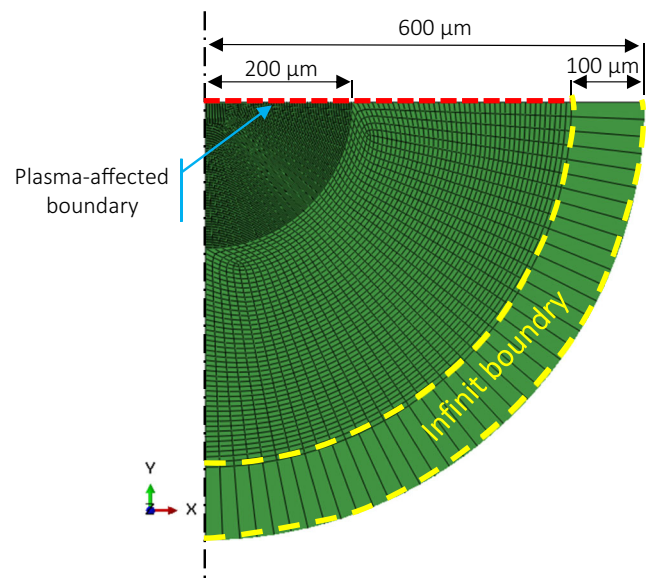 600 µm
200 µm
100 µm
Plasma-affected
boundary
Infinit boundry
Y
X